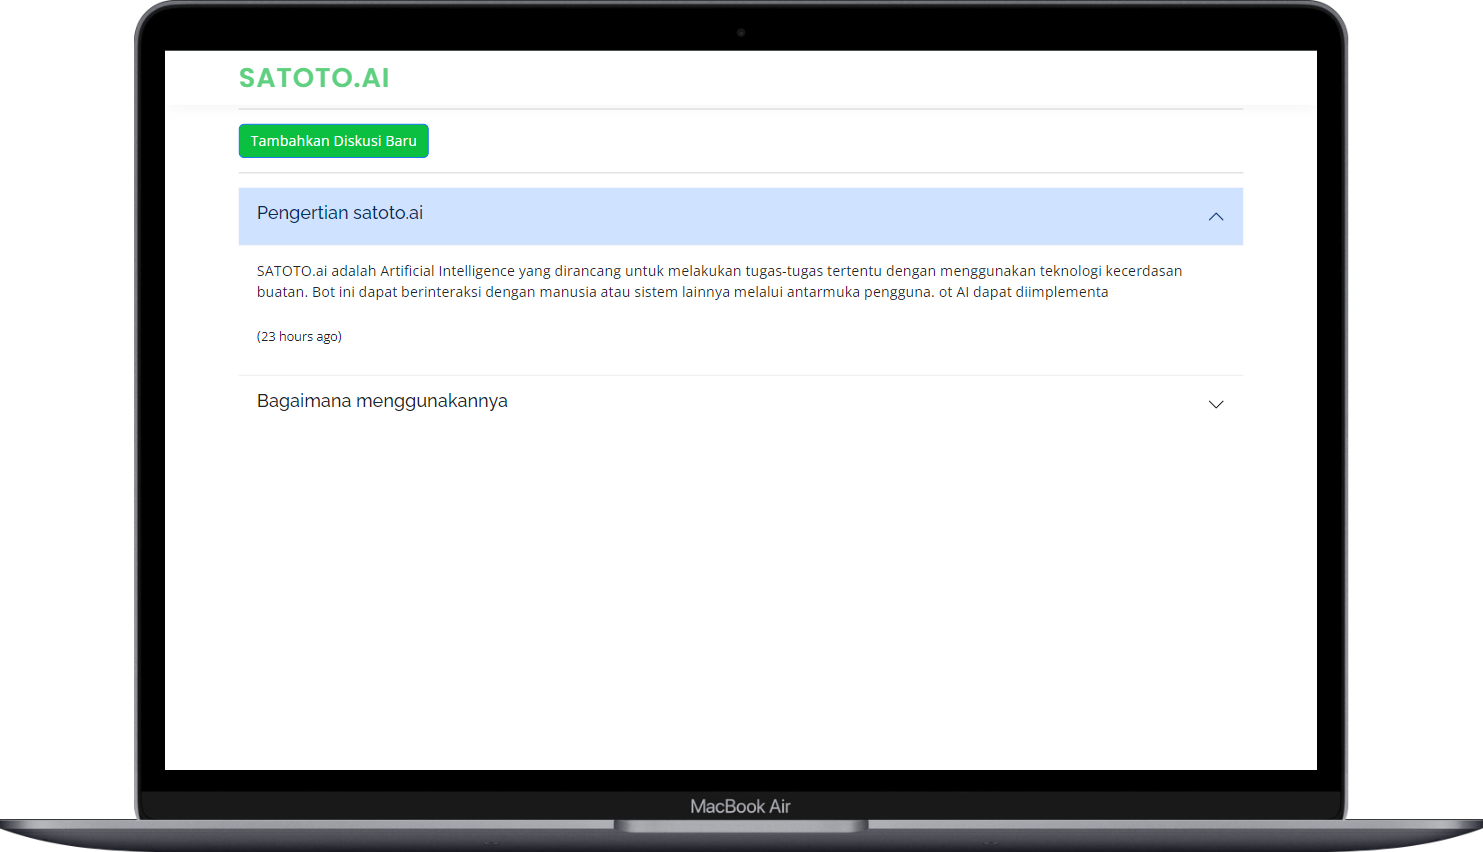 SATOTO.AI
Tambahkan Diskusi Baru
Pengertian satoto.ai
SATOTO.ai adalah Artificial Intelligence yang dirancang untuk melakukan tugas-tugas tertentu dengan menggunakan teknologi kecerdasan
buatan. Bot ini dapat berinteraksi dengan manusia atau sistem lainnya melalui antarmuka pengguna. ot AI dapat diimplementa
(23 hours ago)
Bagaimana menggunakannya
MacBook Air